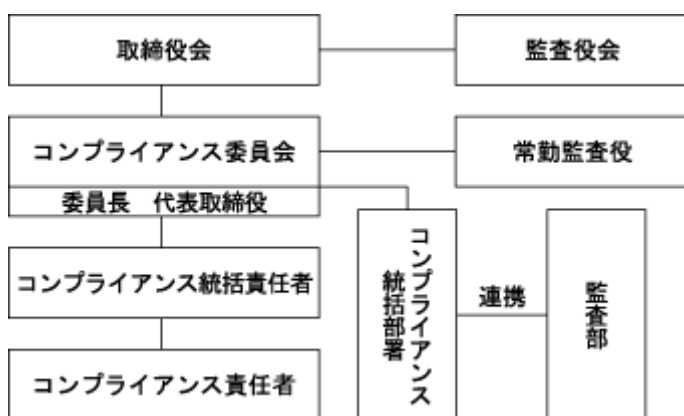 取締役会
監査役会
コンプライアンス委員会
常勤監査役
委員長 代表取締役
コンプライアンス統括責任者
コンプライアンス
統括部署
連携
監査部
コンプライアンス責任者